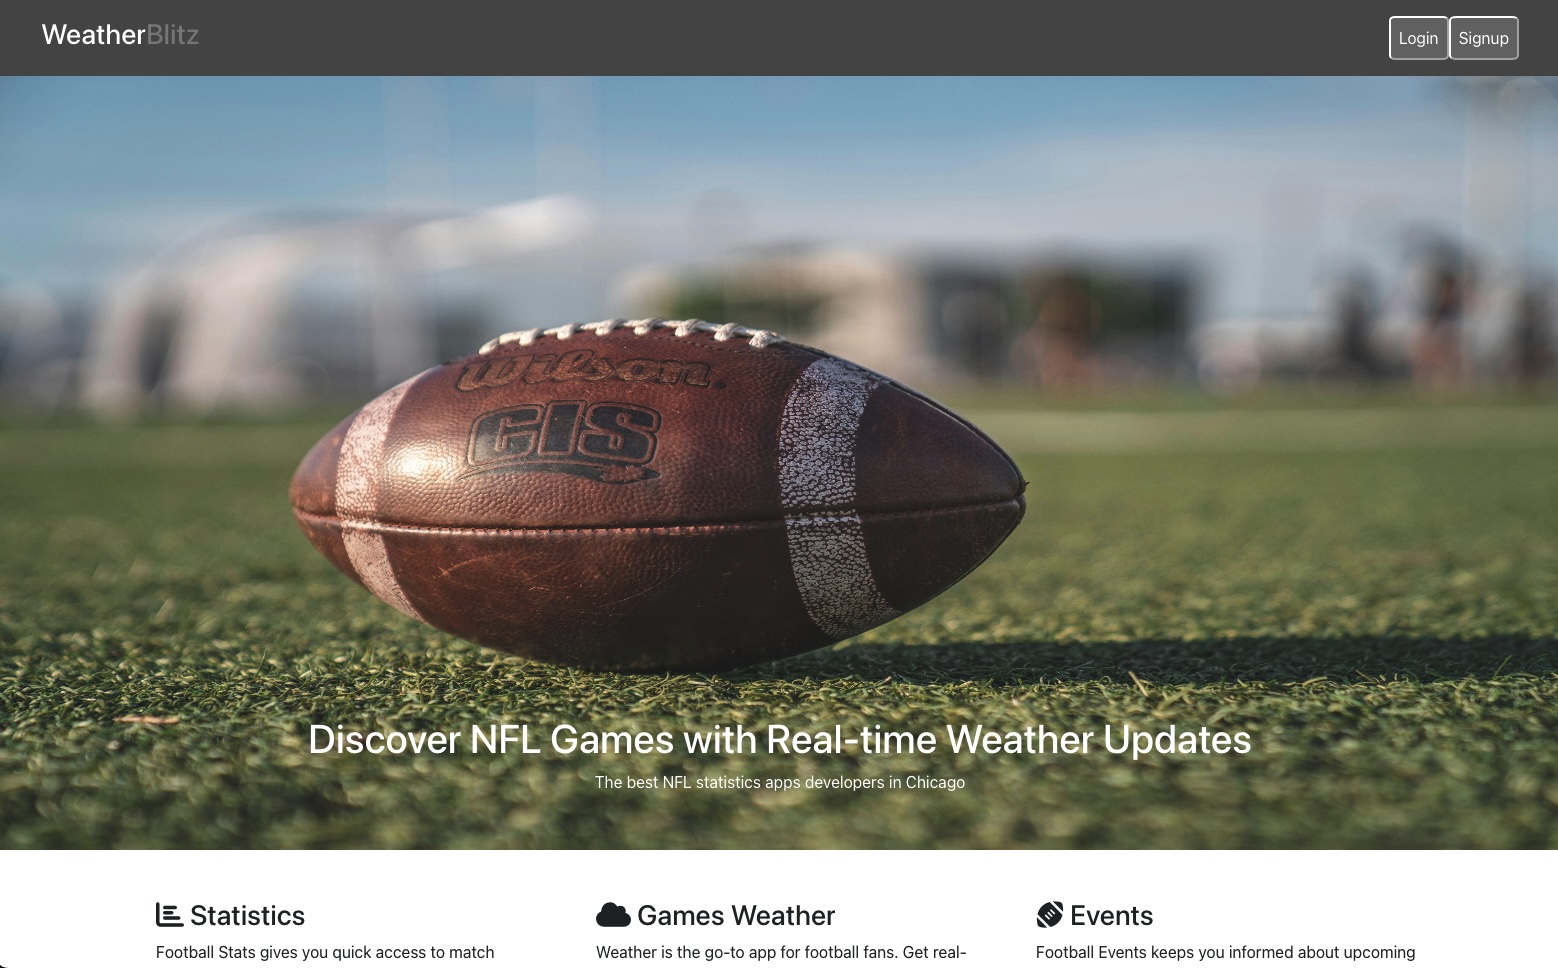 WeatherBlitz
Login Signup
Wilson
CIS
Discover NFL Games with Real-time Weather Updates
The best NFL statistics apps developers in Chicago
Statistics
Football Stats gives you quick access to match
Games Weather
Weather is the go-to app for football fans. Get real-
Events
Football Events keeps you informed about upcoming